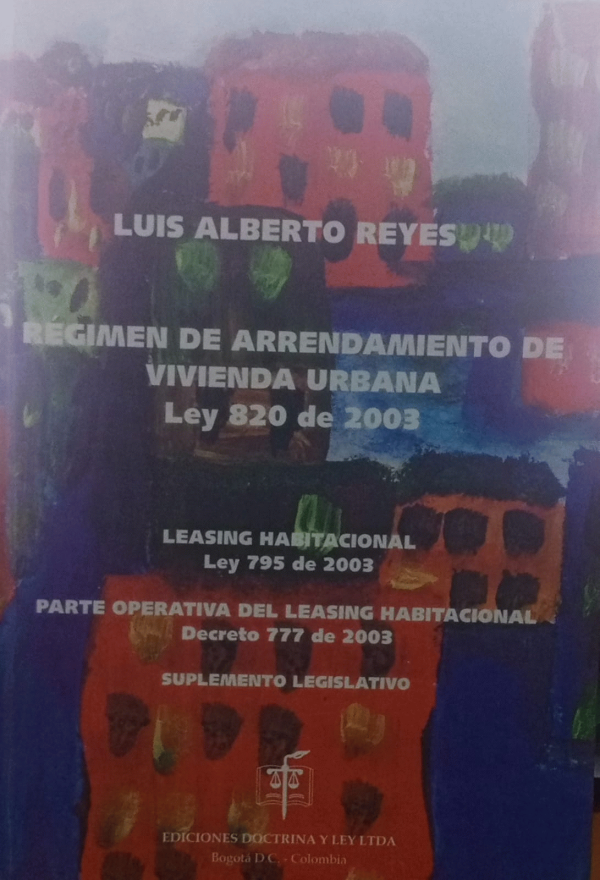 LUIS ALBERTO REYES
REGIMEN DE ARRENDAMIENTO DE
VIVIENDA URBANA
Ley 820 de 2003
LEASING HABITACIONAL
Ley 795 de 2003
PARTE OPERATIVA DEL LEASING HABITACIONAL
Decreto 777 de 2003
SUPLEMENTO LEGISLATIVO
EDICIONES DOCTRINA Y LEY LTDA
Bogotá D.C. - Colombia